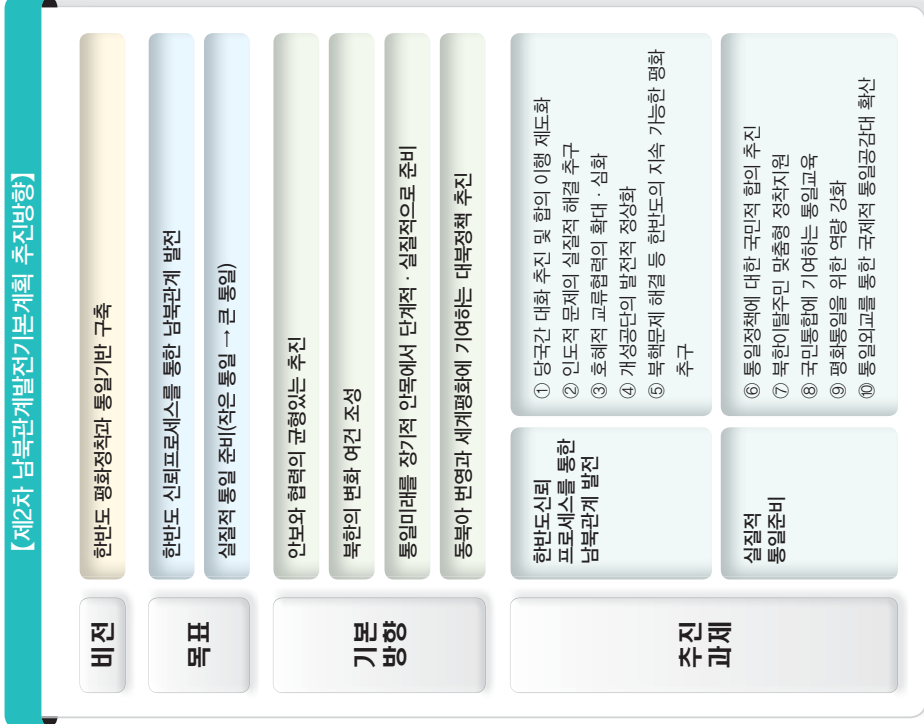 【제2차 남북관계발전기본계획 추진방향】
비전
한반도 평화정착과 통일기반 구축
목표
한반도 신뢰프로세스를 통한 남북관계 발전
실질적 통일 준비(작은 통일 → 큰 통일)
기본
방향
안보와 협력의 균형있는 추진
북한의 변화 여건 조성
통일미래를 장기적 안목에서 단계적 · 실질적으로 준비
동북아 번영과 세계평화에 기여하는 대북정책 추진
추진
과제
한반도신뢰
프로세스를 통한
남북관계 발전
① 당국간 대화 추진 및 합의 이행 제도화
② 인도적 문제의 실질적 해결 추구
③ 호혜적 교류협력의 확대 · 심화
④ 개성공단의 발전적 정상화
⑤ 북핵문제 해결 등 한반도의 지속 가능한 평화
추구
실질적
통일준비
⑥ 통일정책에 대한 국민적 합의 추진
⑦ 북한이탈주민 맞춤형 정착지원
⑧ 국민통합에 기여하는 통일교육
⑨ 평화통일을 위한 역량 강화
⑩ 통일외교를 통한 국제적 통일공감대 확산